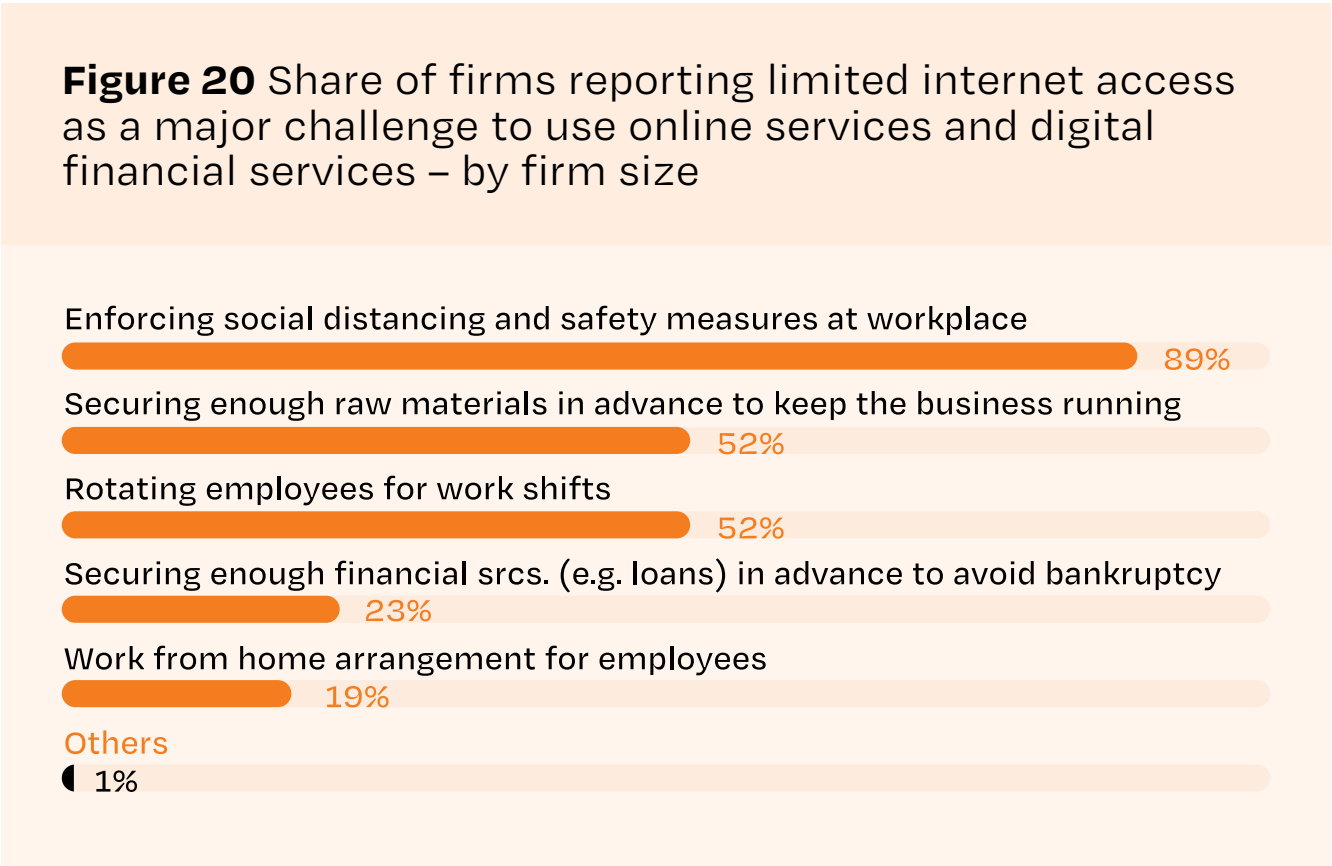 Figure 20 Share of firms reporting limited internet access
as a major challenge to use online services and digital
financial services – by firm size
Enforcing social distancing and safety measures at workplace
89%
Securing enough raw materials in advance to keep the business running
52%
Rotating employees for work shifts
52%
Securing enough financial srcs. (e.g. loans) in advance to avoid bankruptcy
23%
Work from home arrangement for employees
19%
Others
1%